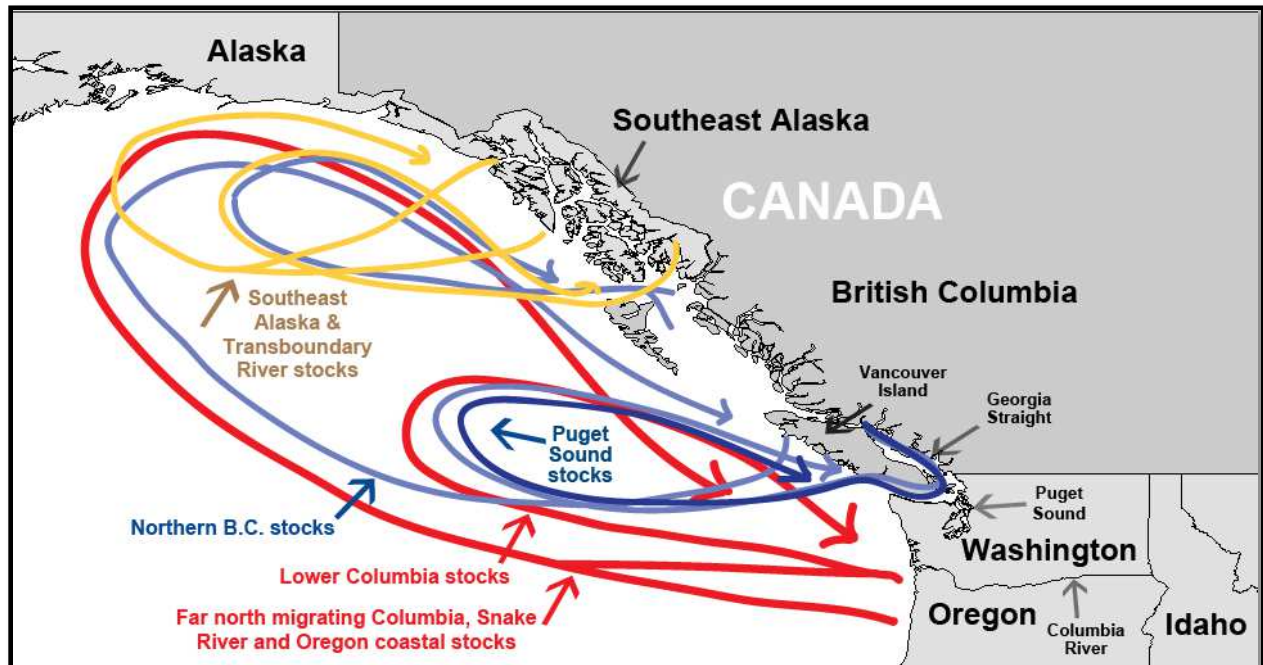 Alaska
Southeast Alaska
CANADA
British Columbia
Southeast
Alaska &
Transboundary
River stocks
Vancouver
Island
Georgia
Straight
Puget
Sound
stocks
Northern B.C. stocks
Puget
Sound
Washington
Lower Columbia stocks
Far north migrating Columbia, Snake
River and Oregon coastal stocks
Oregon
Columbia
River
Idaho